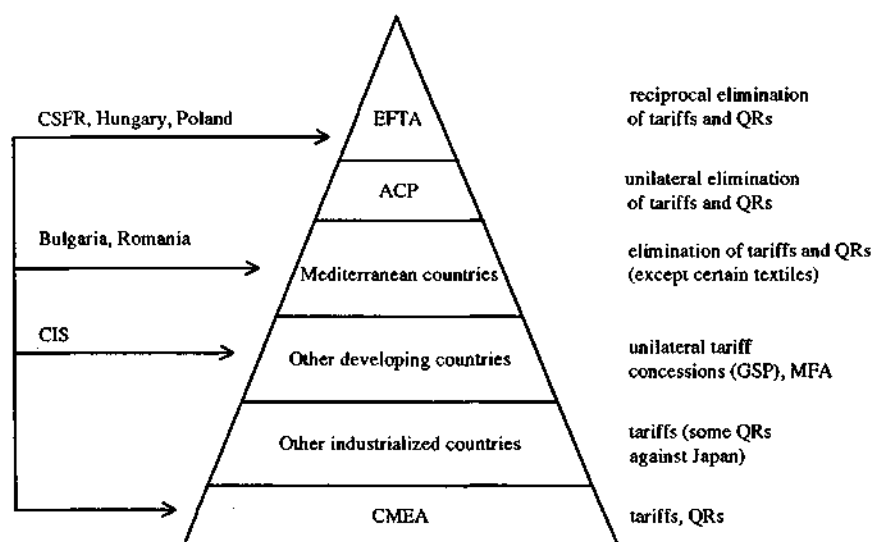 CSFR, Hungary, Poland
EFTA
reciprocal elimination
of tariffs and QRs
ACP
unilateral elimination
of tariffs and QRs
Bulgaria, Romania
Mediterranean countries
elimination of tariffs and QRs
(except certain textiles)
CIS
Other developing countries
unilateral tariff
concessions (GSP), MFA
Other industrialized countries
tariffs (some QRs
against Japan)
CMEA
tariffs, QRs